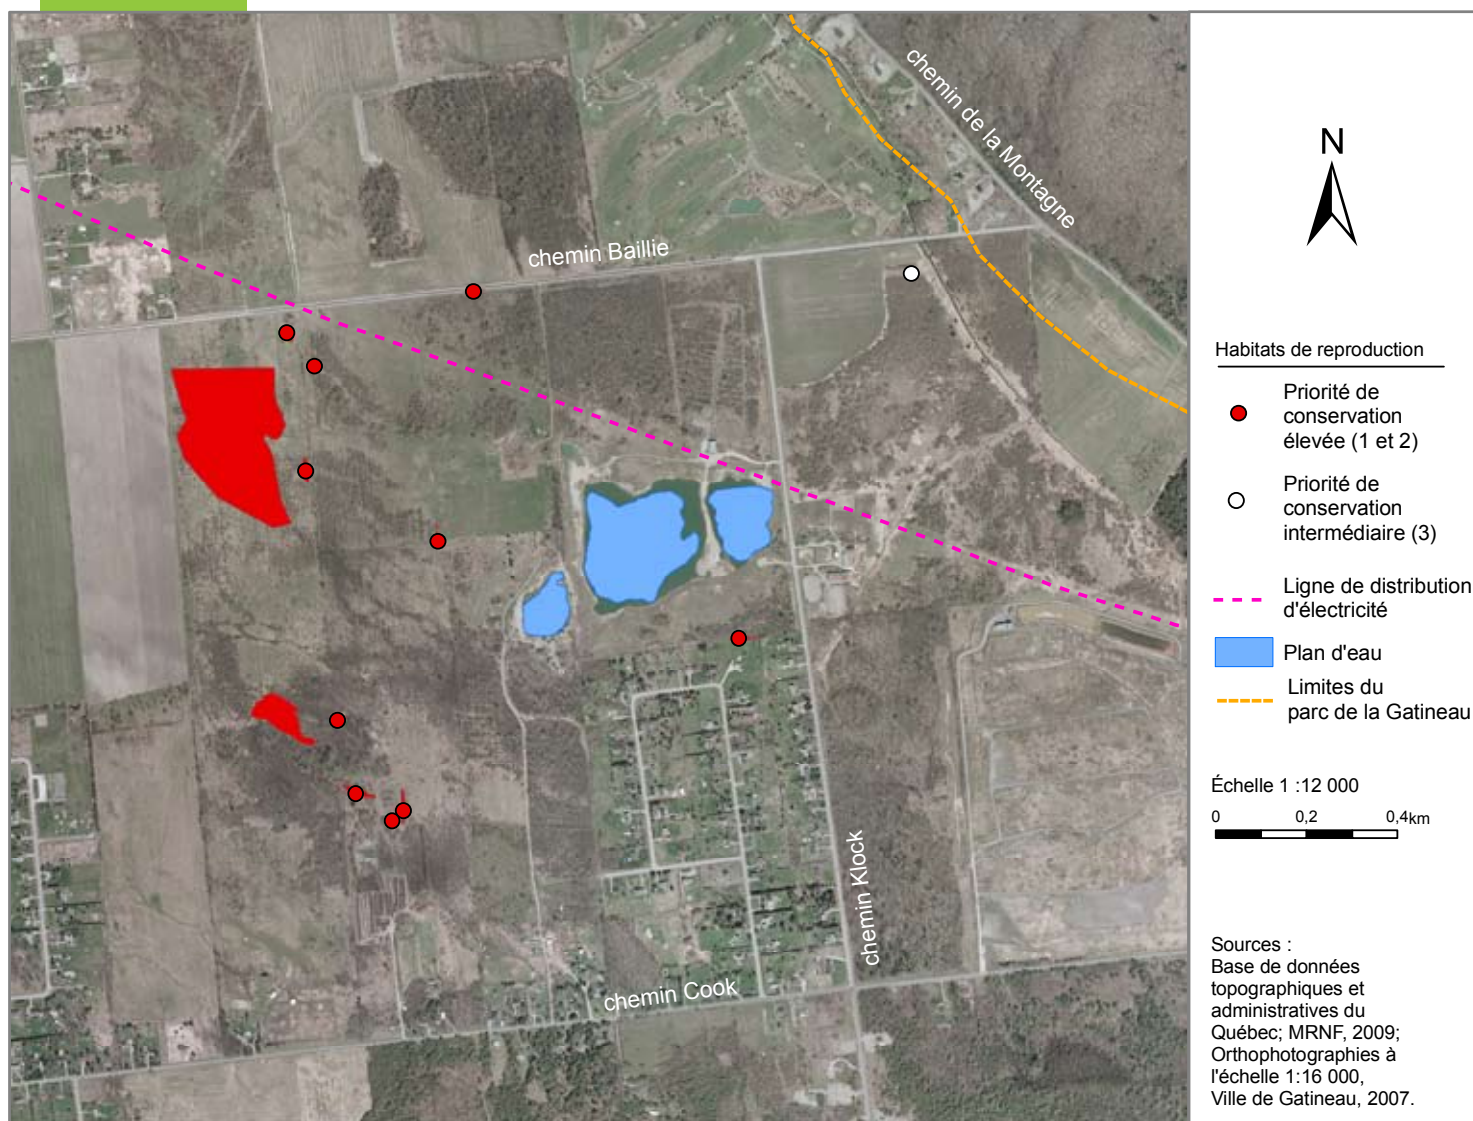 chemin de la Montagne
chemin Baillie
chemin Klock
chemin Cook
N
Habitats de reproduction
Priorité de
conservation
élevée (1 et 2)
Priorité de
conservation
intermédiaire (3)
Ligne de distribution
d'électricité
Plan d'eau
Limites du
parc de la Gatineau
Échelle 1 :12 000
0 0,2 0,4km
Sources :
Base de données
topographiques et
administratives du
Québec; MRNF, 2009;
Orthophotographies à
l'échelle 1:16 000,
Ville de Gatineau, 2007.